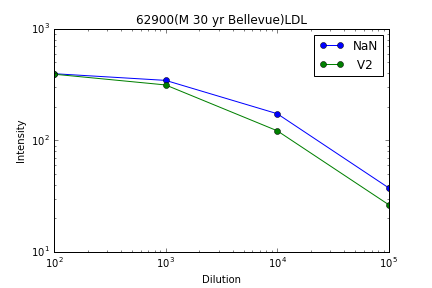 62900(M 30 yr Bellevue)LDL
10³
NaN
V2
10²
Intensity
10¹
10² 10³ 10⁴ 10⁵
Dilution